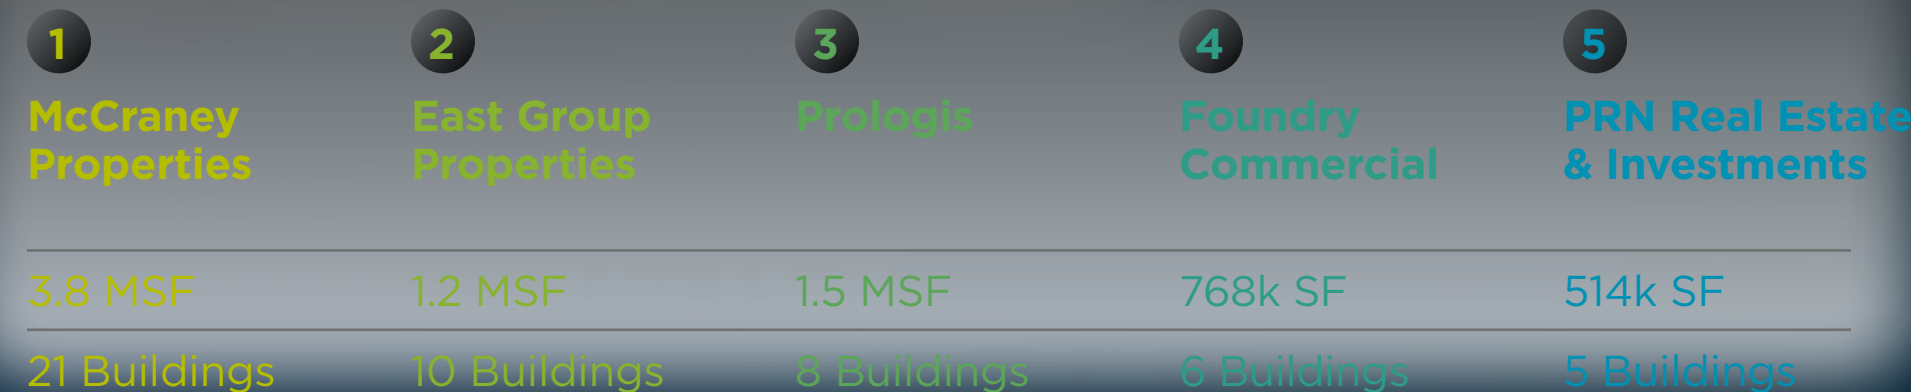 1
2
3
4
5
McCraney
Properties
East Group
Properties
Prologis
Foundry
Commercial
PRN Real Estate
& Investments
3.8 MSF
1.2 MSF
1.5 MSF
768k SF
514k SF
21 Buildings
10 Buildings
8 Buildings
6 Buildings
5 Buildings